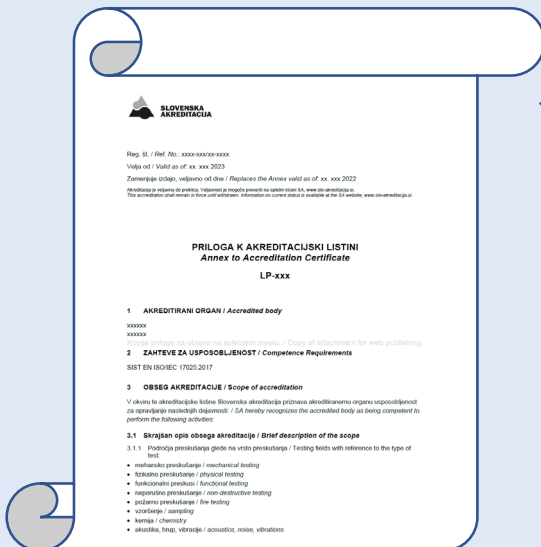 SLOVENSKA
AKREDITACIJA
Reg. št. / Ref. No.: xxxx-xxx/xx-xxxx
Velja od / Valid as of: xx. xxx 2023
Zamenjuje izdajo, veljavno od dne / Replaces the Annex valid as of: xx. xxx 2022
Akreditacija je veljavna do preklica. Veljavnost je mogoče preveriti na spletni strani SA, www.slo-akreditacija.si.
This accreditation shall remain in force until withdrawn. Information on current status is available at the SA website, www.slo-akreditacija.si
PRILOGA K AKREDITACIJSKI LISTINI
Annex to Accreditation Certificate
LP-xxx
1 AKREDITIRANI ORGAN / Accredited body
xxxxxx
xxxxxx
Kopija priloge za objavo na spletnem mestu. / Copy of attachment for web publishing.
2 ZAHTEVE ZA USPOSOBLJENOST / Competence Requirements
SIST EN ISO/IEC 17025:2017
3 OBSEG AKREDITACIJE / Scope of accreditation
V okviru te akreditacijske listine Slovenska akreditacija priznava akreditiranemu organu usposobljenost
za opravljanje naslednjih dejavnosti: / SA hereby recognizes the accredited body as being competent to
perform the following activities:
3.1 Skrajšan opis obsega akreditacije / Brief description of the scope
3.1.1 Področja preskušanja glede na vrsto preskušanja / Testing fields with reference to the type of
test:
• mehansko preskušanje / mechanical testing
• fizikalno preskušanje / physical testing
• funkcionalni preskusi / functional testing
• neporušno preskušanje / non-destructive testing
• požarno preskušanje / fire testing
• vzorčenje / sampling
• kemija / chemistry
• akustika, hrup, vibracije / acoustics, noise, vibrations